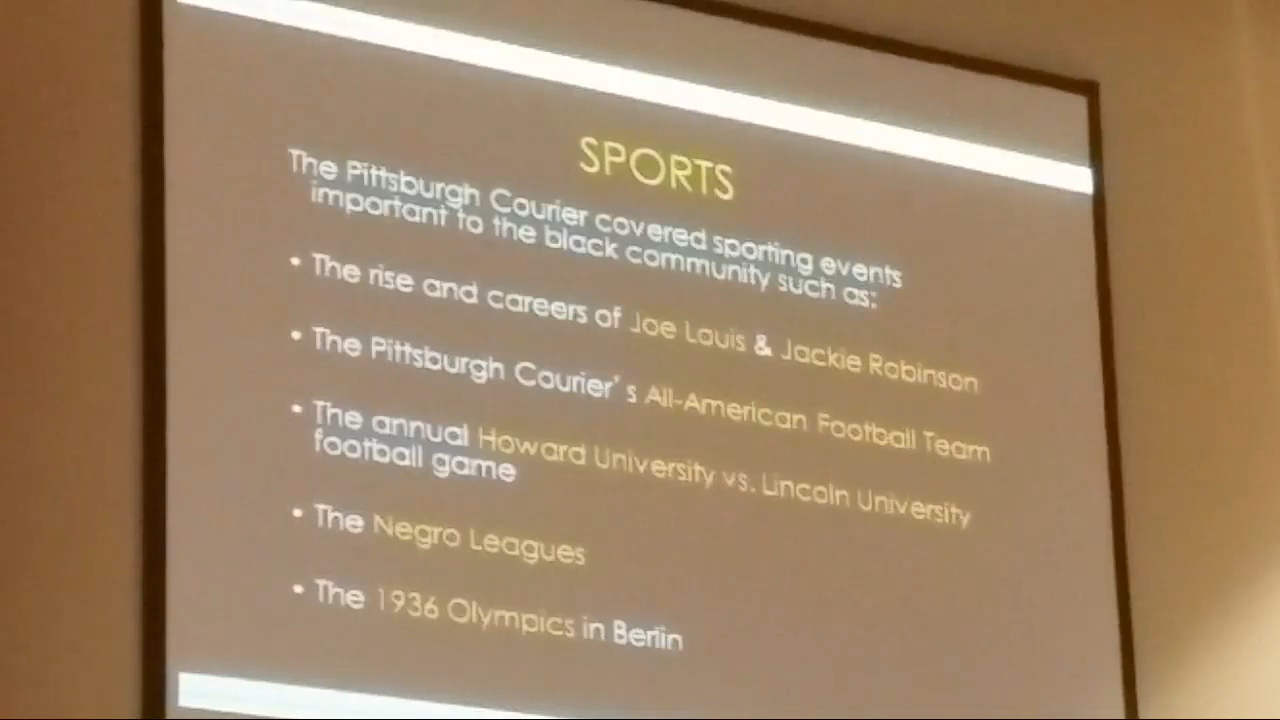 SPORTS
The Pittsburgh Courier covered sporting events
important to the black community such as:
• The rise and careers of Joe Louis & Jackie Robinson
• The Pittsburgh Courier's All-American Football Team
• The annual Howard University vs. Lincoln University
football game
• The Negro Leagues
• The 1936 Olympics in Berlin